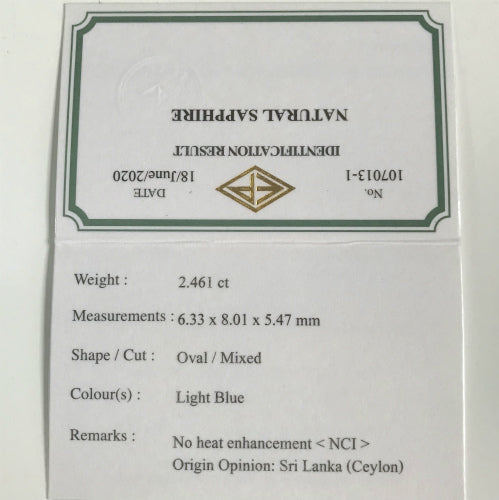 No. 107013-1
DATE 18/June/2020
IDENTIFICATION RESULT
NATURAL SAPPHIRE
Weight : 2.461 ct
Measurements : 6.33 x 8.01 x 5.47 mm
Shape / Cut : Oval / Mixed
Colour(s) : Light Blue
Remarks : No heat enhancement < NCI >
Origin Opinion: Sri Lanka (Ceylon)